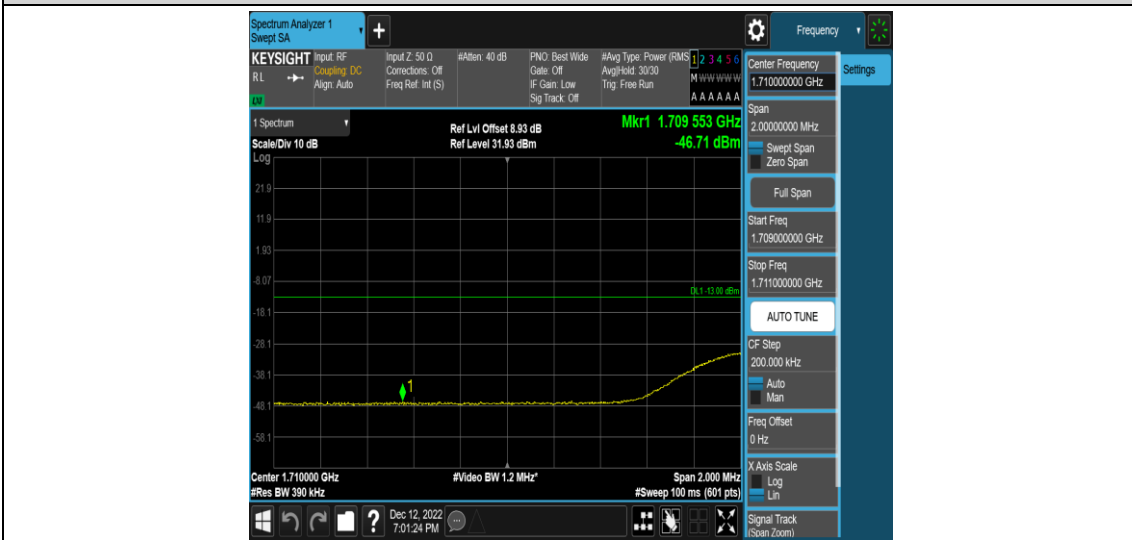 Spectrum Analyzer 1
Swept SA
+
Frequency
KEYSIGHT
RL
LXI
Input: RF
Coupling: DC
Align: Auto
Input Z: 50 Ω
Corrections: Off
Freq Ref: Int (S)
#Atten: 40 dB
PNO: Best Wide
Gate: Off
IF Gain: Low
Sig Track: Off
#Avg Type: Power (RMS
Avg|Hold: 30/30
Trig: Free Run
1 2 3 4 5 6
M W W W W W
A A A A A A
1 Spectrum
Scale/Div 10 dB
Log
Ref Lvl Offset 8.93 dB
Ref Level 31.93 dBm
Mkr1 1.709 553 GHz
-46.71 dBm
21.9
11.9
1.93
-8.07
DL1 -13.00 dBm
-18.1
-28.1
-38.1
1
-48.1
-58.1
Center 1.710000 GHz
#Res BW 390 kHz
#Video BW 1.2 MHz*
Span 2.000 MHz
#Sweep 100 ms (601 pts)
Dec 12, 2022
7:01:24 PM
?
Center Frequency
1.710000000 GHz
Settings
Span
2.00000000 MHz
Swept Span
Zero Span
Full Span
Start Freq
1.709000000 GHz
Stop Freq
1.711000000 GHz
AUTO TUNE
CF Step
200.000 kHz
Auto
Man
Freq Offset
0 Hz
X Axis Scale
Log
Lin
Signal Track
(Span Zoom)